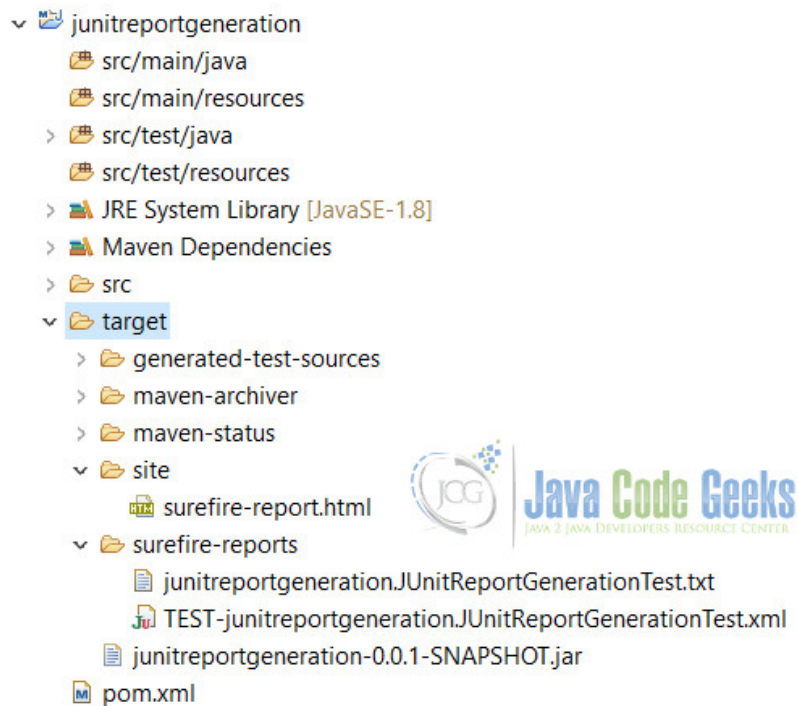 junitreportgeneration
src/main/java
src/main/resources
src/test/java
src/test/resources
JRE System Library [JavaSE-1.8]
Maven Dependencies
src
target
generated-test-sources
maven-archiver
maven-status
site
surefire-report.html
JCG
Java Code Geeks
JAVA 2 JAVA DEVELOPERS RESOURCE CENTER
surefire-reports
junitreportgeneration.JUnitReportGenerationTest.txt
TEST-junitreportgeneration.JUnitReportGenerationTest.xml
junitreportgeneration-0.0.1-SNAPSHOT.jar
pom.xml